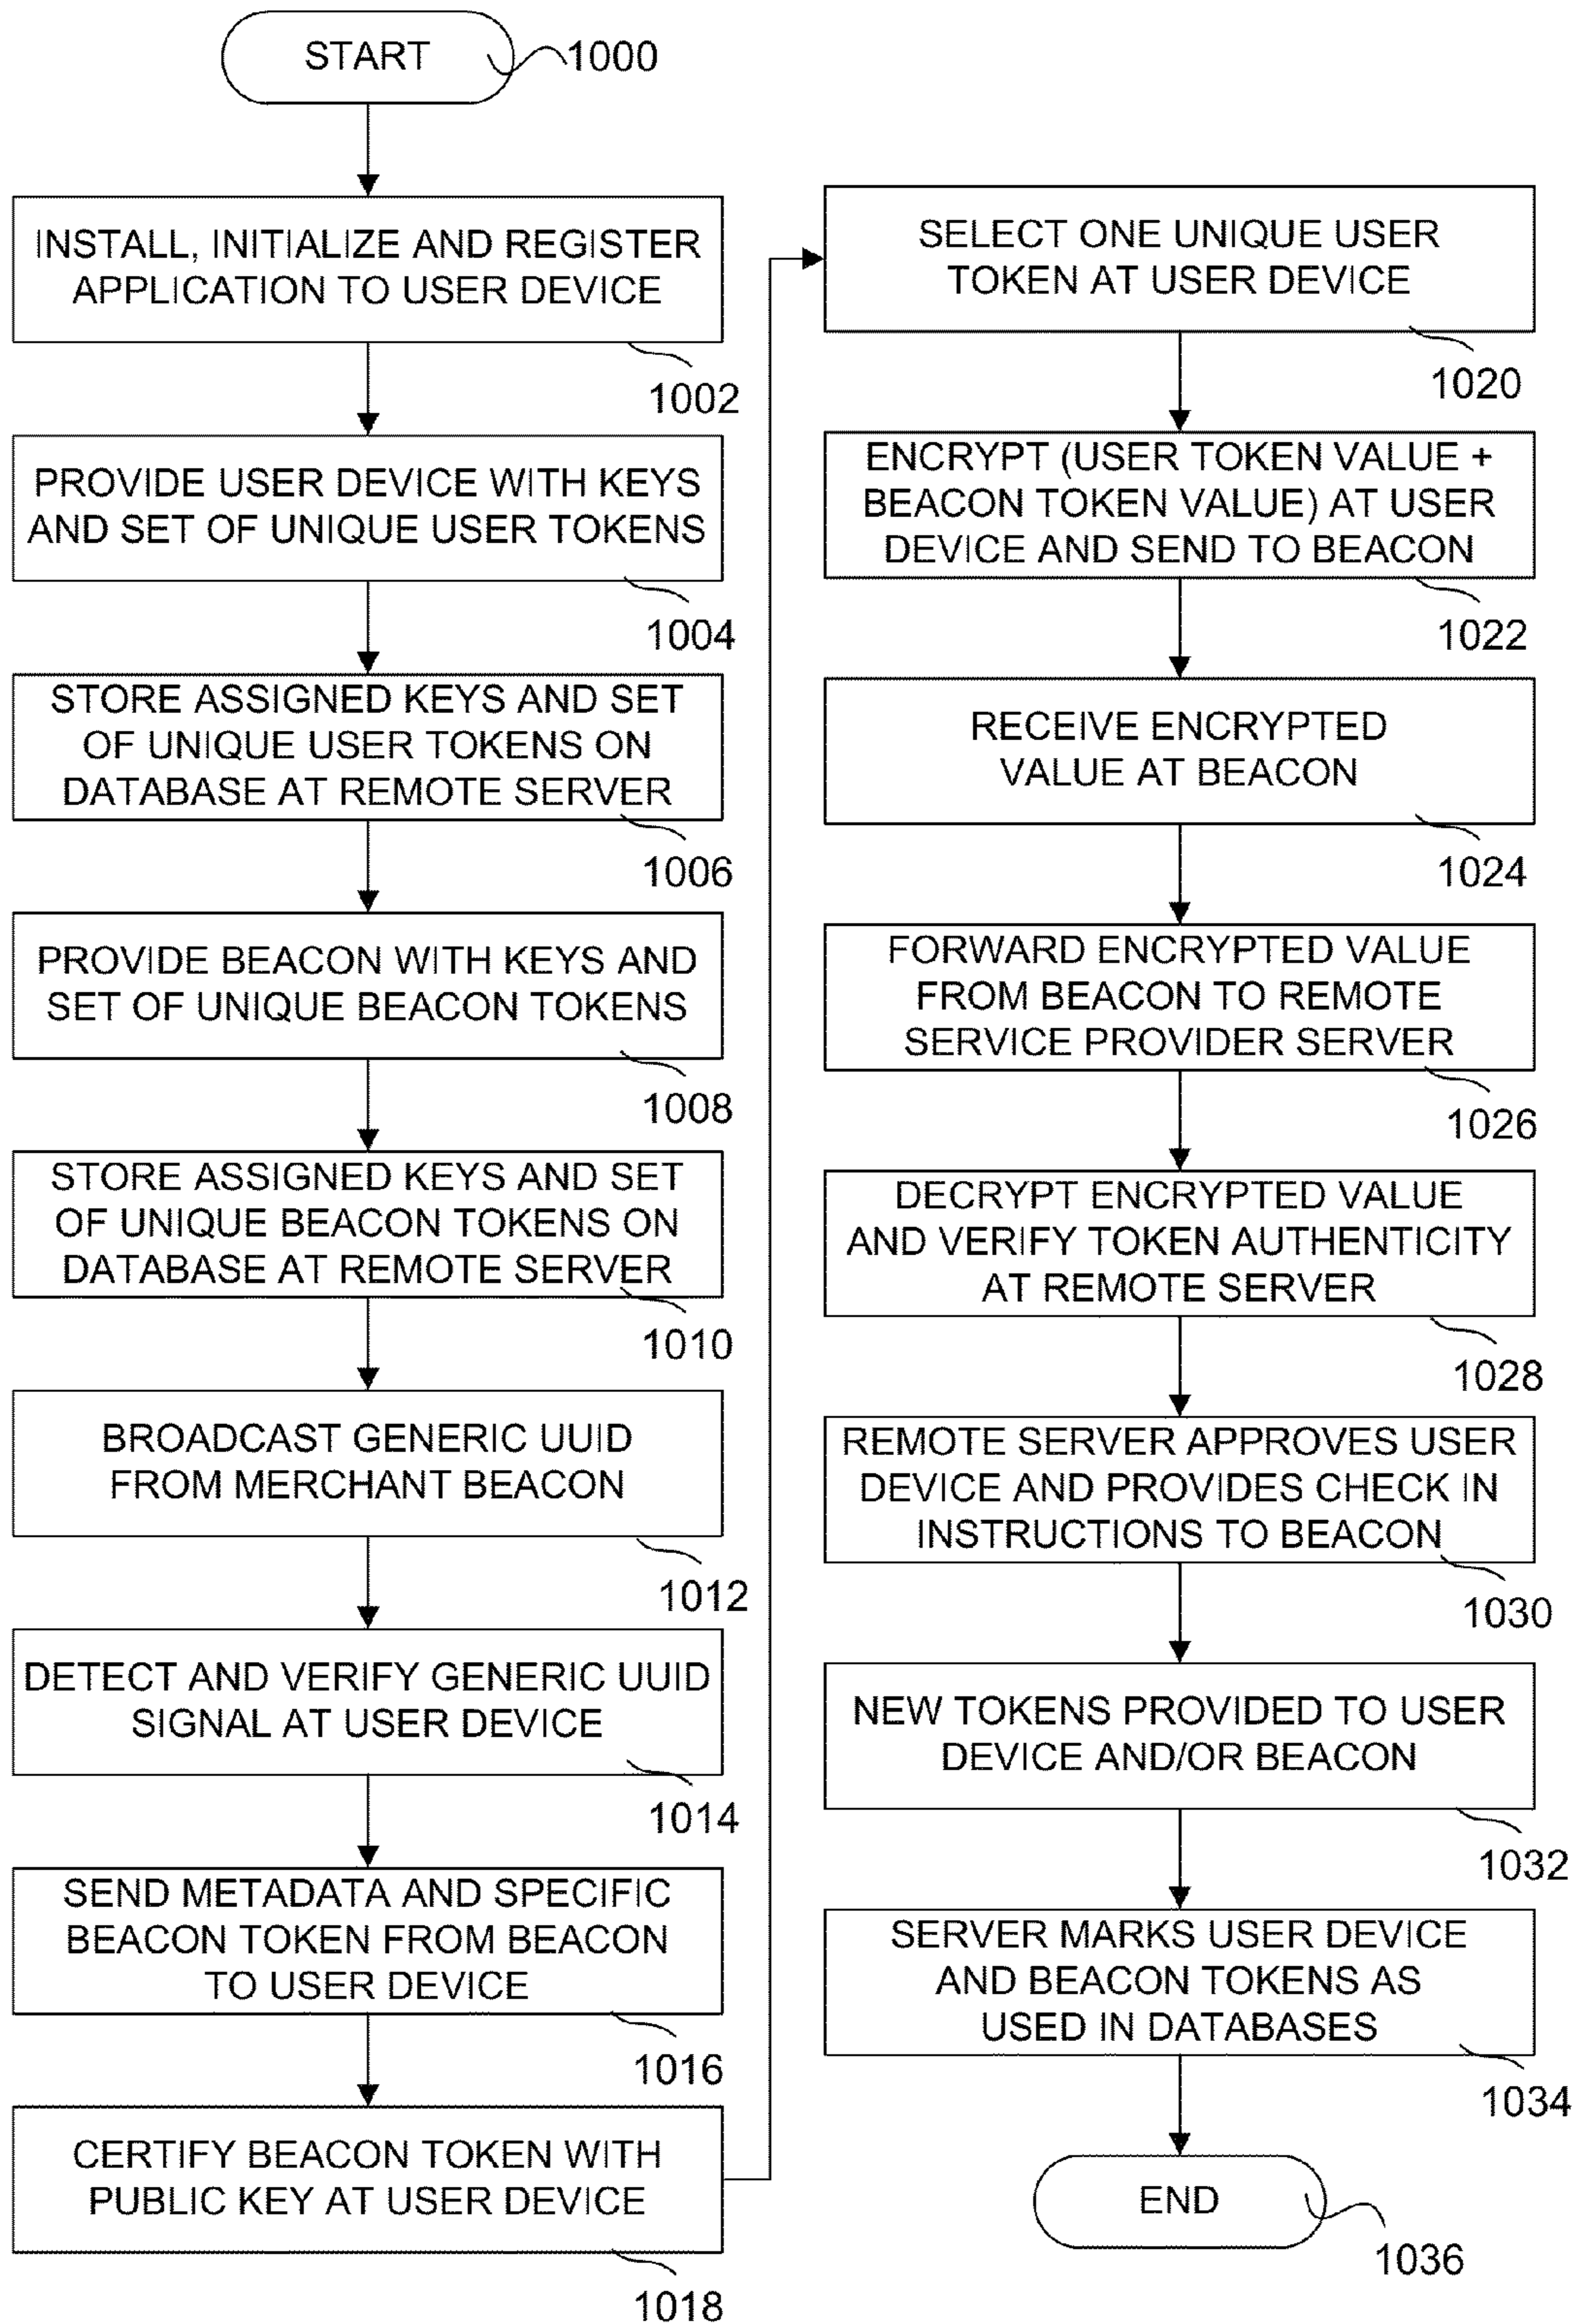 START
1000
INSTALL, INITIALIZE AND REGISTER
APPLICATION TO USER DEVICE
1002
PROVIDE USER DEVICE WITH KEYS
AND SET OF UNIQUE USER TOKENS
1004
STORE ASSIGNED KEYS AND SET
OF UNIQUE USER TOKENS ON
DATABASE AT REMOTE SERVER
1006
PROVIDE BEACON WITH KEYS AND
SET OF UNIQUE BEACON TOKENS
1008
STORE ASSIGNED KEYS AND SET
OF UNIQUE BEACON TOKENS ON
DATABASE AT REMOTE SERVER
1010
BROADCAST GENERIC UUID
FROM MERCHANT BEACON
1012
DETECT AND VERIFY GENERIC UUID
SIGNAL AT USER DEVICE
1014
SEND METADATA AND SPECIFIC
BEACON TOKEN FROM BEACON
TO USER DEVICE
1016
CERTIFY BEACON TOKEN WITH
PUBLIC KEY AT USER DEVICE
1018
SELECT ONE UNIQUE USER
TOKEN AT USER DEVICE
1020
ENCRYPT (USER TOKEN VALUE +
BEACON TOKEN VALUE) AT USER
DEVICE AND SEND TO BEACON
1022
RECEIVE ENCRYPTED
VALUE AT BEACON
1024
FORWARD ENCRYPTED VALUE
FROM BEACON TO REMOTE
SERVICE PROVIDER SERVER
1026
DECRYPT ENCRYPTED VALUE
AND VERIFY TOKEN AUTHENTICITY
AT REMOTE SERVER
1028
REMOTE SERVER APPROVES USER
DEVICE AND PROVIDES CHECK IN
INSTRUCTIONS TO BEACON
1030
NEW TOKENS PROVIDED TO USER
DEVICE AND/OR BEACON
1032
SERVER MARKS USER DEVICE
AND BEACON TOKENS AS
USED IN DATABASES
1034
END
1036